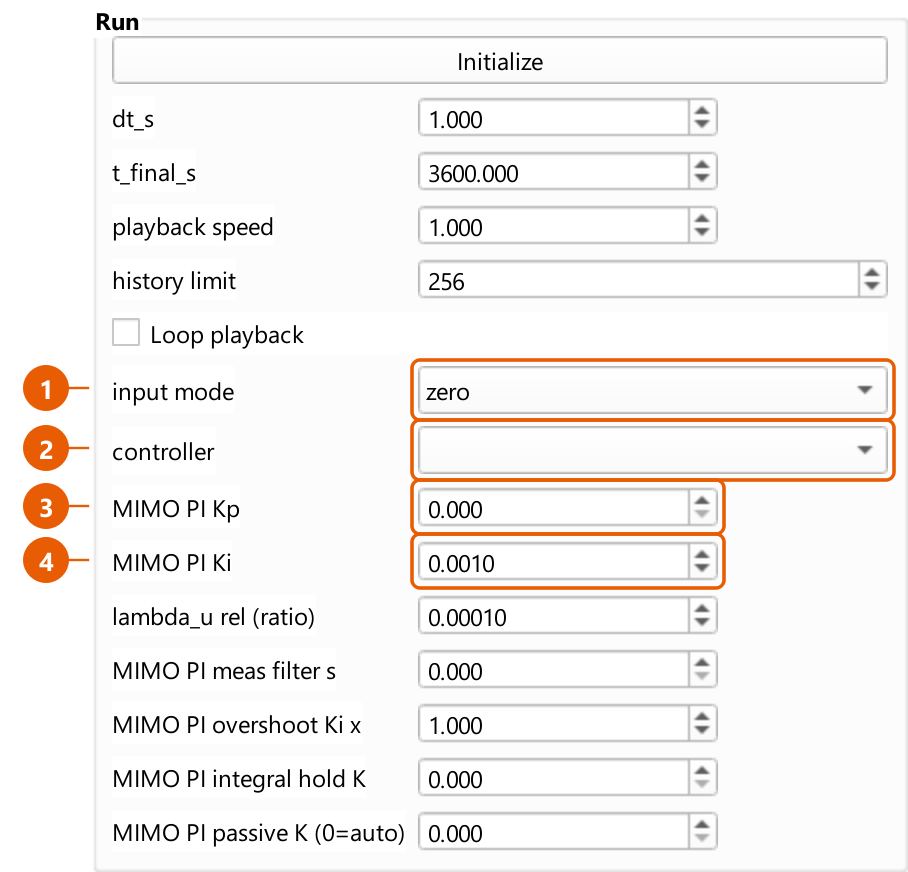 Run
Initialize
dt_s 1.000
t_final_s 3600.000
playback speed 1.000
history limit 256
Loop playback
1 input mode zero
2 controller
3 MIMO PI Kp 0.000
4 MIMO PI Ki 0.0010
lambda_u rel (ratio) 0.00010
MIMO PI meas filter s 0.000
MIMO PI overshoot Ki x 1.000
MIMO PI integral hold K 0.000
MIMO PI passive K (0=auto) 0.000